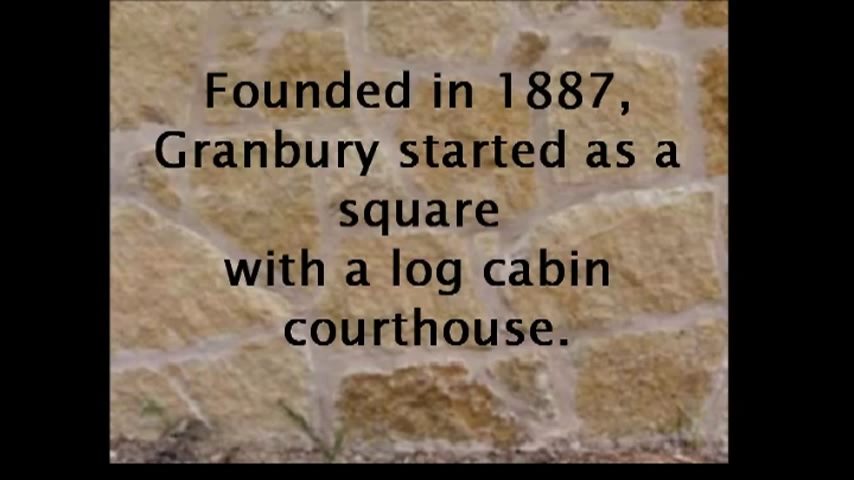 Founded in 1887,
Granbury started as a
square
with a log cabin
courthouse.